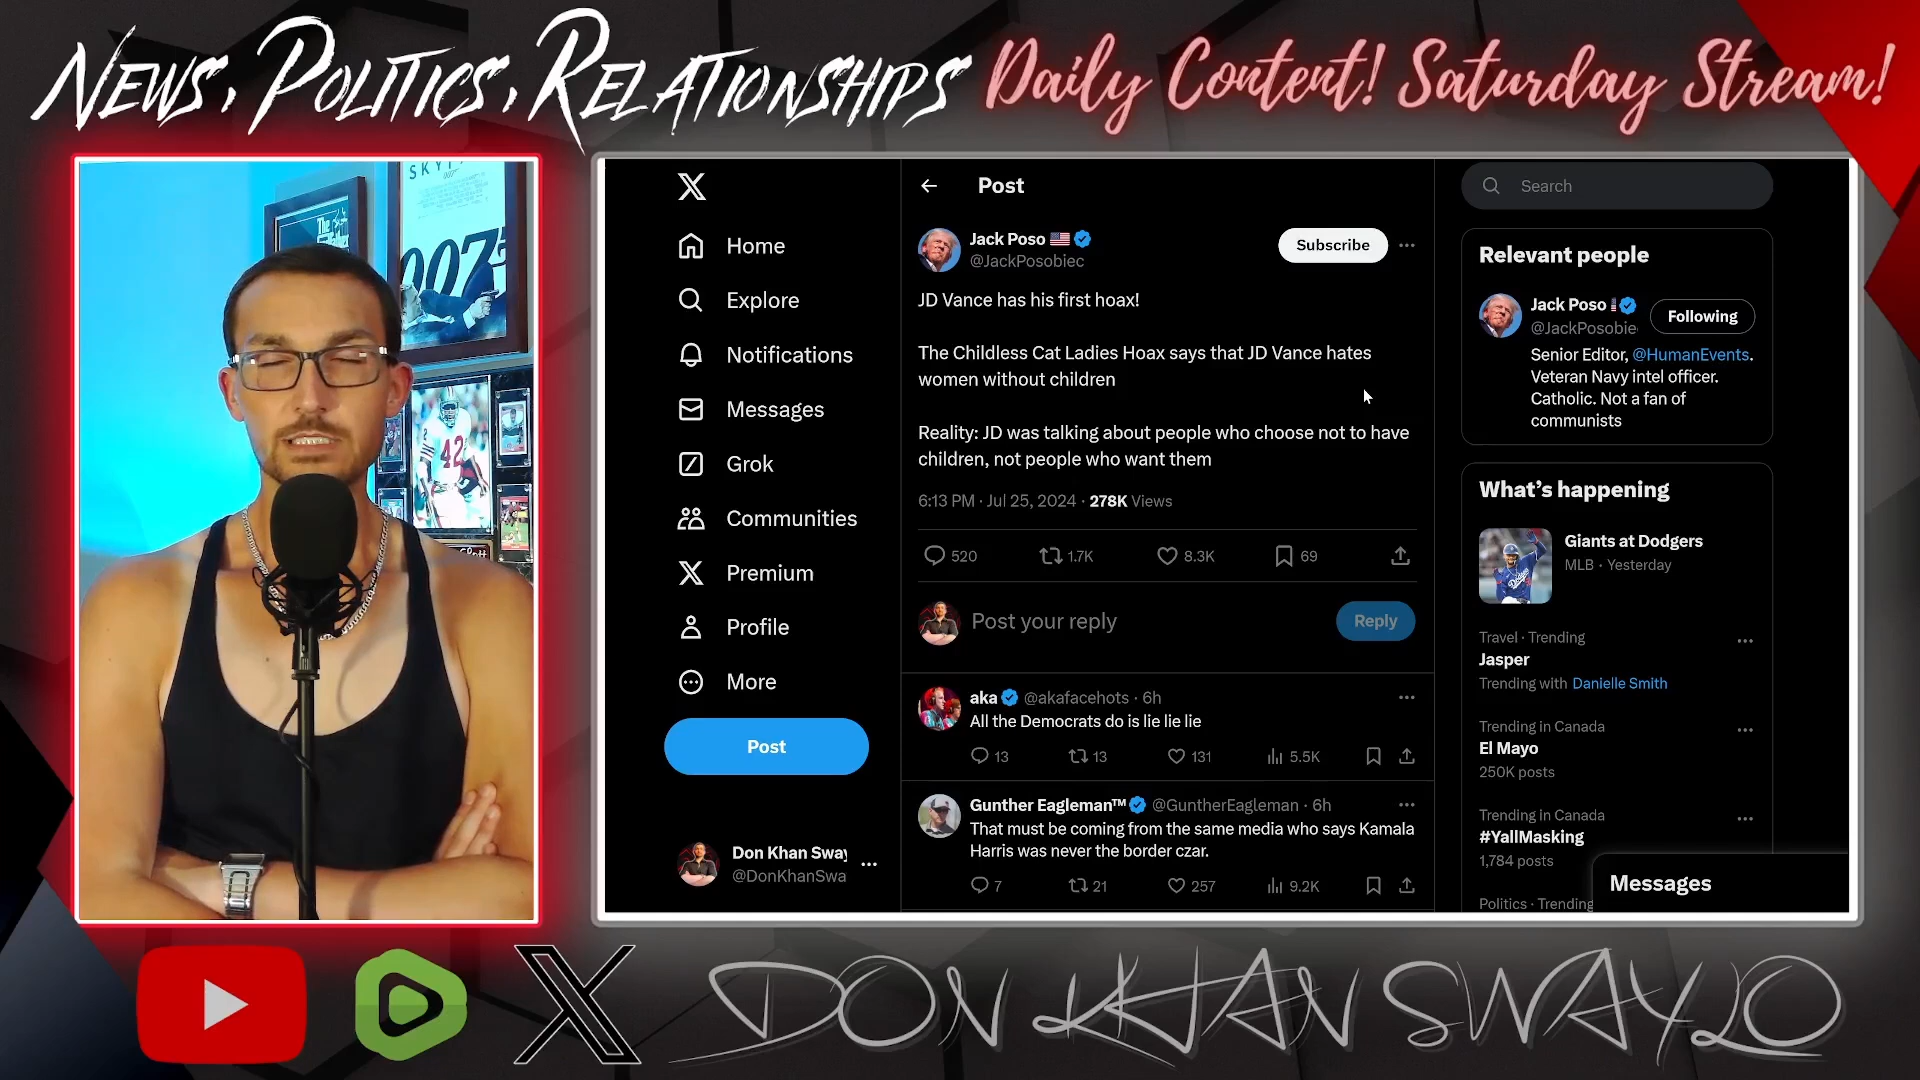 NEWS, POLITICS, RELATIONSHIPS Daily Content! Saturday Stream!
SKYF
007
The
Godfather
42
X
Home
Explore
Notifications
Messages
Grok
Communities
Premium
Profile
More
Post
Don Khan Sway
@DonKhanSwa
Post
Jack Poso
@JackPosobiec
Subscribe
JD Vance has his first hoax!
The Childless Cat Ladies Hoax says that JD Vance hates
women without children
Reality: JD was talking about people who choose not to have
children, not people who want them
6:13 PM · Jul 25, 2024 · 278K Views
520 1.7K 8.3K 69
Post your reply
Reply
aka @akafacehots · 6h
All the Democrats do is lie lie lie
13 13 131 5.5K
Gunther Eagleman™ @GuntherEagleman · 6h
That must be coming from the same media who says Kamala
Harris was never the border czar.
7 21 257 9.2K
Search
Relevant people
Jack Poso
@JackPosobie
Following
Senior Editor, @HumanEvents.
Veteran Navy intel officer.
Catholic. Not a fan of
communists
What's happening
Giants at Dodgers
MLB · Yesterday
Travel · Trending
Jasper
Trending with Danielle Smith
Trending in Canada
El Mayo
250K posts
Trending in Canada
#YallMasking
1,784 posts
Politics · Trending
Messages
X DON KHAN SWAYLO